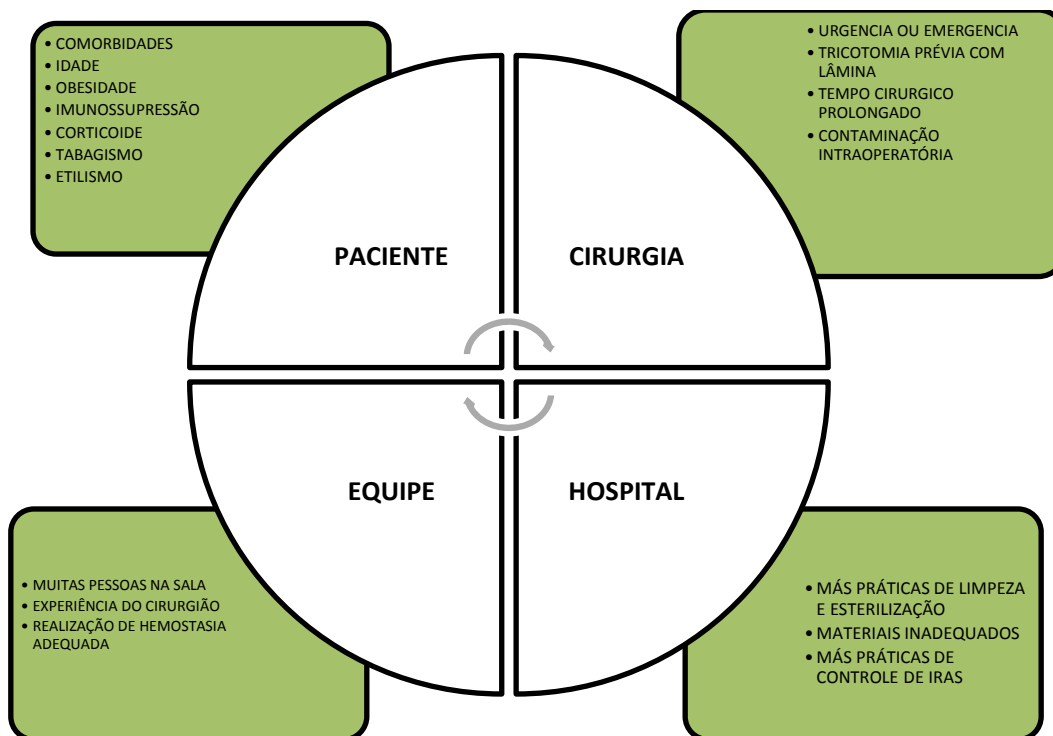 • COMORBIDADES
• IDADE
• OBESIDADE
• IMUNOSSUPRESSÃO
• CORTICOIDE
• TABAGISMO
• ETILISMO
• URGENCIA OU EMERGENCIA
• TRICOTOMIA PRÉVIA COM
LÂMINA
• TEMPO CIRURGICO
PROLONGADO
• CONTAMINAÇÃO
INTRAOPERATÓRIA
PACIENTE
CIRURGIA
EQUIPE
HOSPITAL
• MUITAS PESSOAS NA SALA
• EXPERIÊNCIA DO CIRURGIÃO
• REALIZAÇÃO DE HEMOSTASIA
ADEQUADA
• MÁS PRÁTICAS DE LIMPEZA
E ESTERILIZAÇÃO
• MATERIAIS INADEQUADOS
• MÁS PRÁTICAS DE
CONTROLE DE IRAS